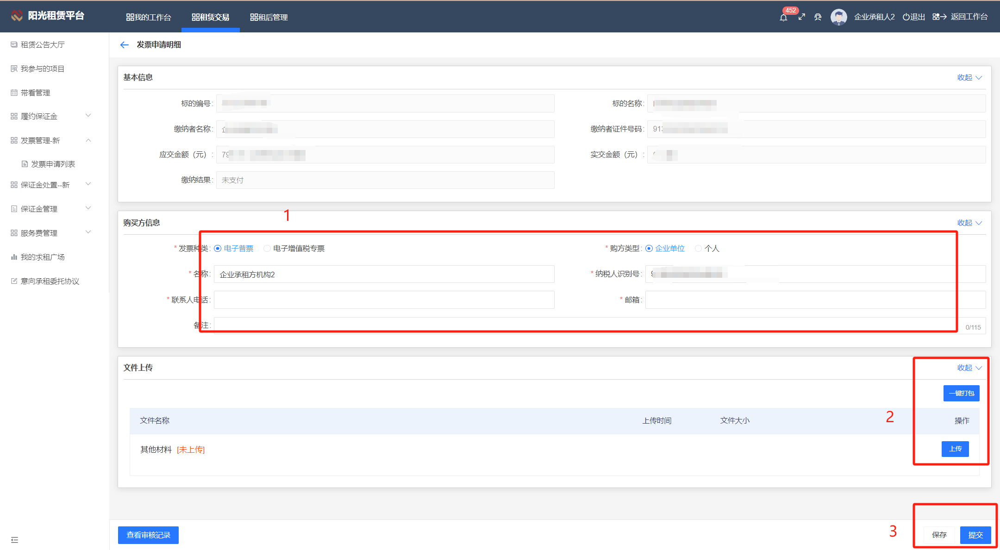 阳光租赁平台
我的工作台
租赁交易
租后管理
452
企业承租人2
退出
返回工作台
租赁公告大厅
我参与的项目
带看管理
履约保证金
发票管理-新
发票申请列表
保证金处置--新
保证金管理
服务费管理
我的求租广场
意向承租委托协议
发票申请明细
基本信息
收起
标的编号:
标的名称:
缴纳者名称:
缴纳者证件号码: 913
应交金额（元）: 79
实交金额（元）:
缴纳结果: 未支付
1
购买方信息
收起
* 发票种类: 电子普票 电子增值税专票
* 购方类型: 企业单位 个人
* 名称: 企业承租方机构2
* 纳税人识别号: 9
* 联系人电话:
* 邮箱:
备注:
0/115
文件上传
收起
一键打包
文件名称 上传时间 文件大小 操作
2
其他材料 [未上传]
上传
查看审核记录
3
保存
提交